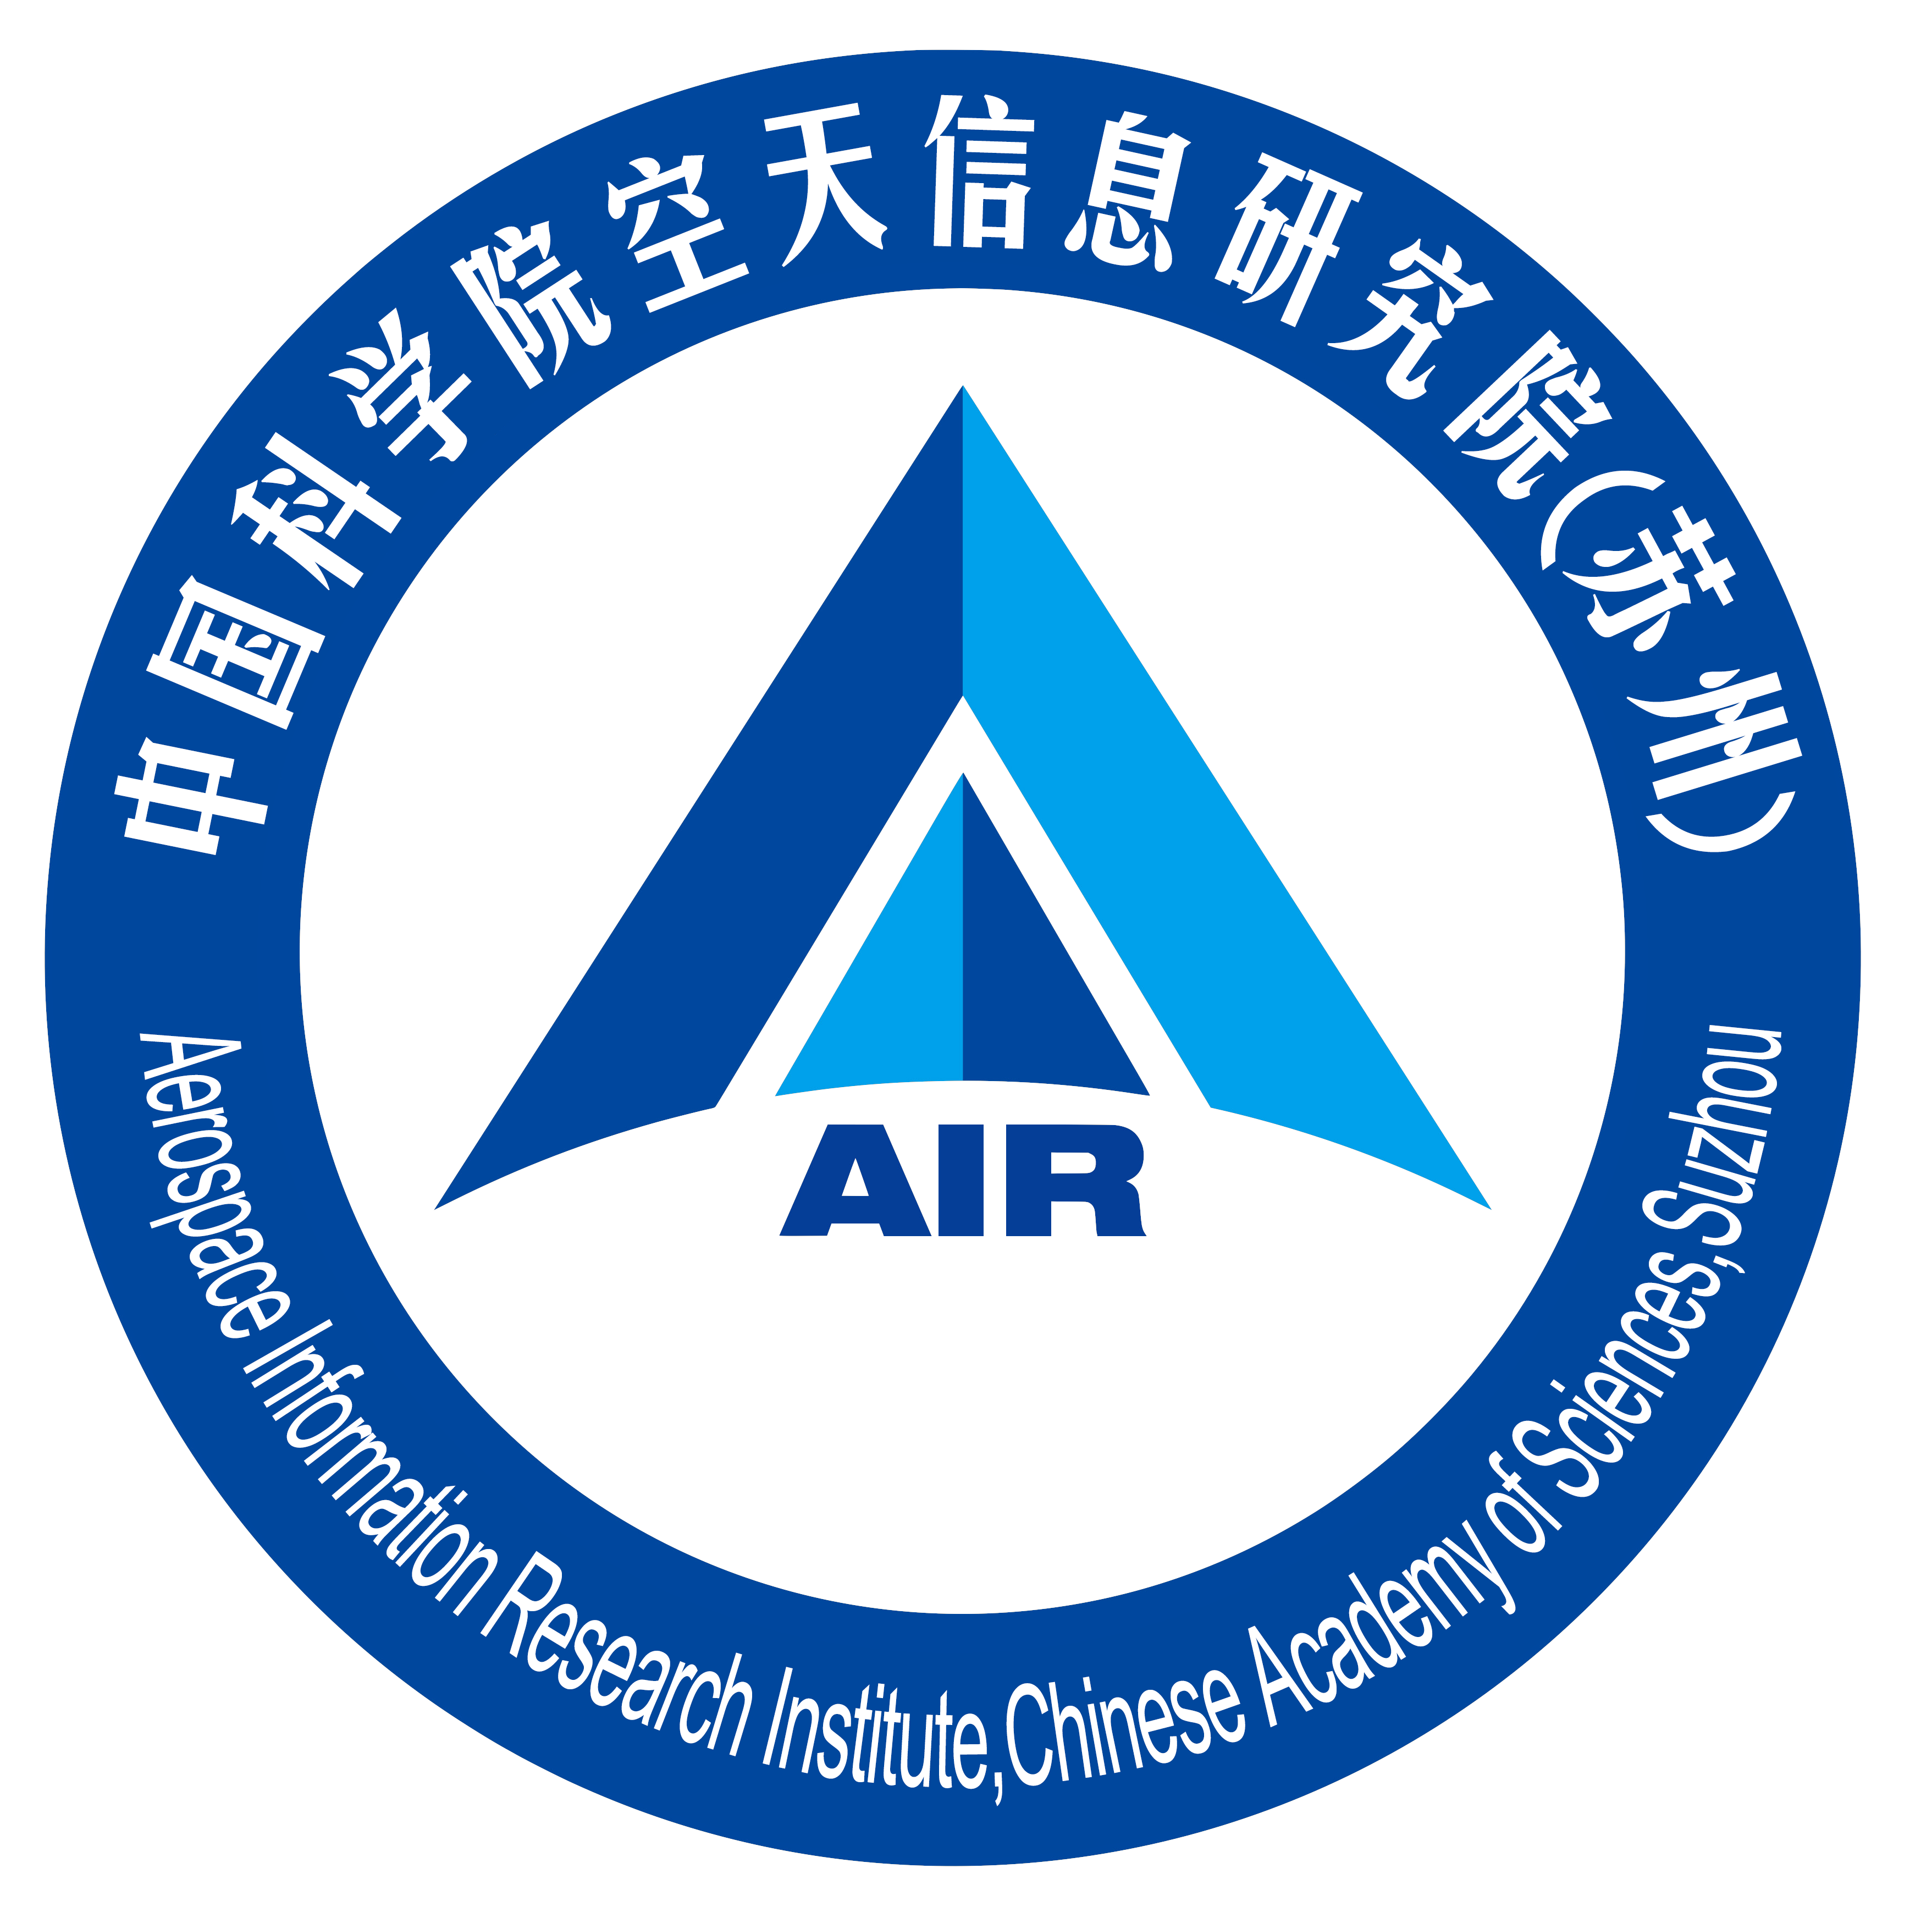 中国科学院空天信息研究院(苏州)
AIR
Aerospace Information Research Institute,Chinese Academy of Sciences,Suzhou